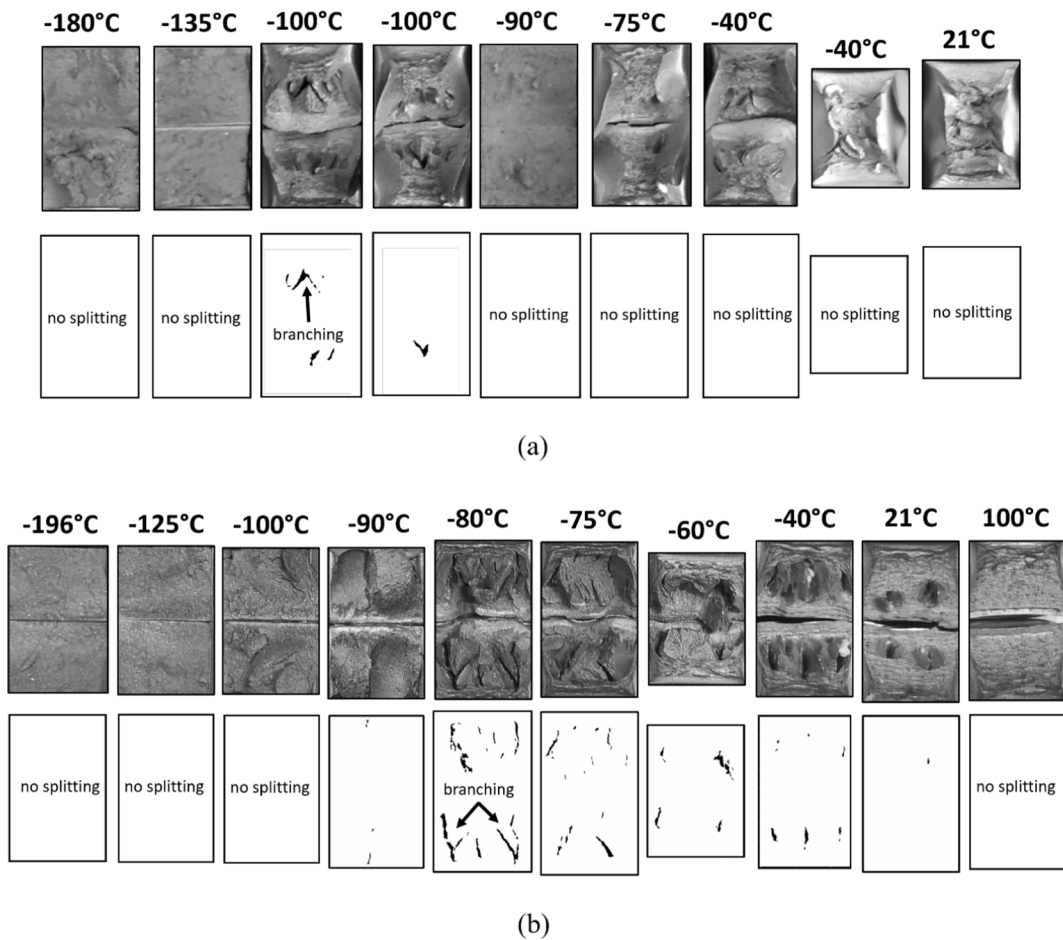 -180°C -135°C -100°C -100°C -90°C -75°C -40°C -40°C 21°C
no splitting no splitting branching no splitting no splitting no splitting no splitting no splitting
(a)
-196°C -125°C -100°C -90°C -80°C -75°C -60°C -40°C 21°C 100°C
no splitting no splitting no splitting branching no splitting
(b)